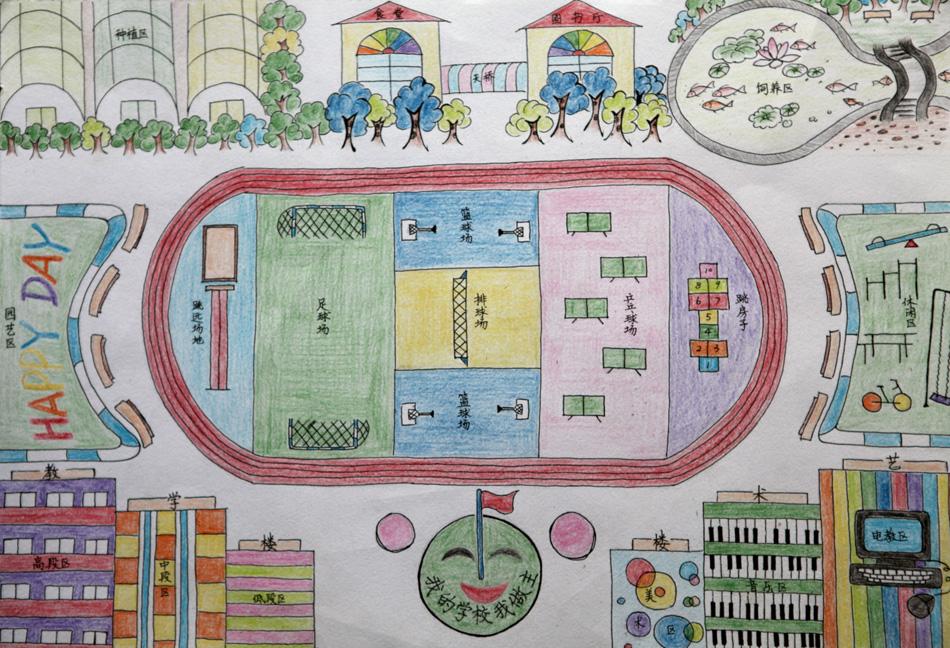 种植区
食堂
天桥
图书厅
饲养区
园艺区
HAPPY DAY
跳远场地
足球场
篮球场
排球场
篮球场
乒乓球场
跳房子
10
8 9
6 7
5
4
2 3
1
休闲区
教学楼
高段区
中段区
低段区
我的学校我做主
艺术楼
美术区
音乐区
电教区